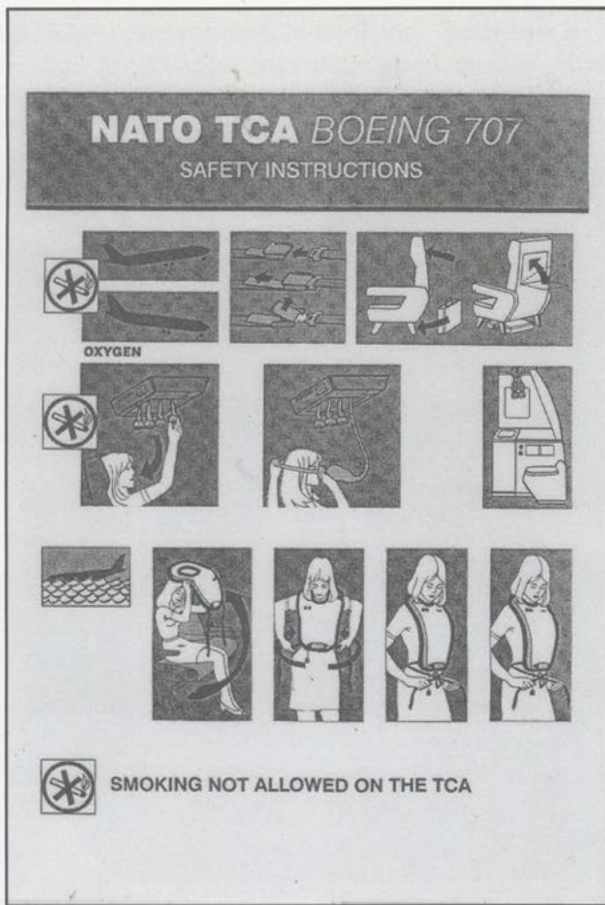 NATO TCA BOEING 707
SAFETY INSTRUCTIONS
OXYGEN
SMOKING NOT ALLOWED ON THE TCA